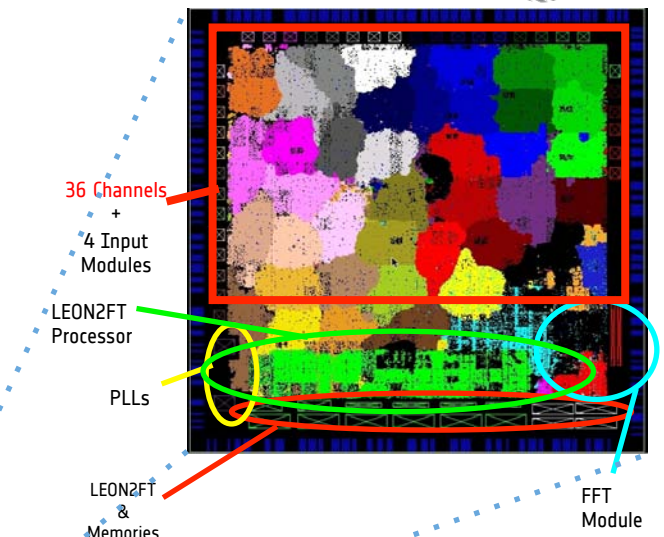 36 Channels
+
4 Input
Modules
LEON2FT
Processor
PLLs
LEON2FT
&
Memories
FFT
Module